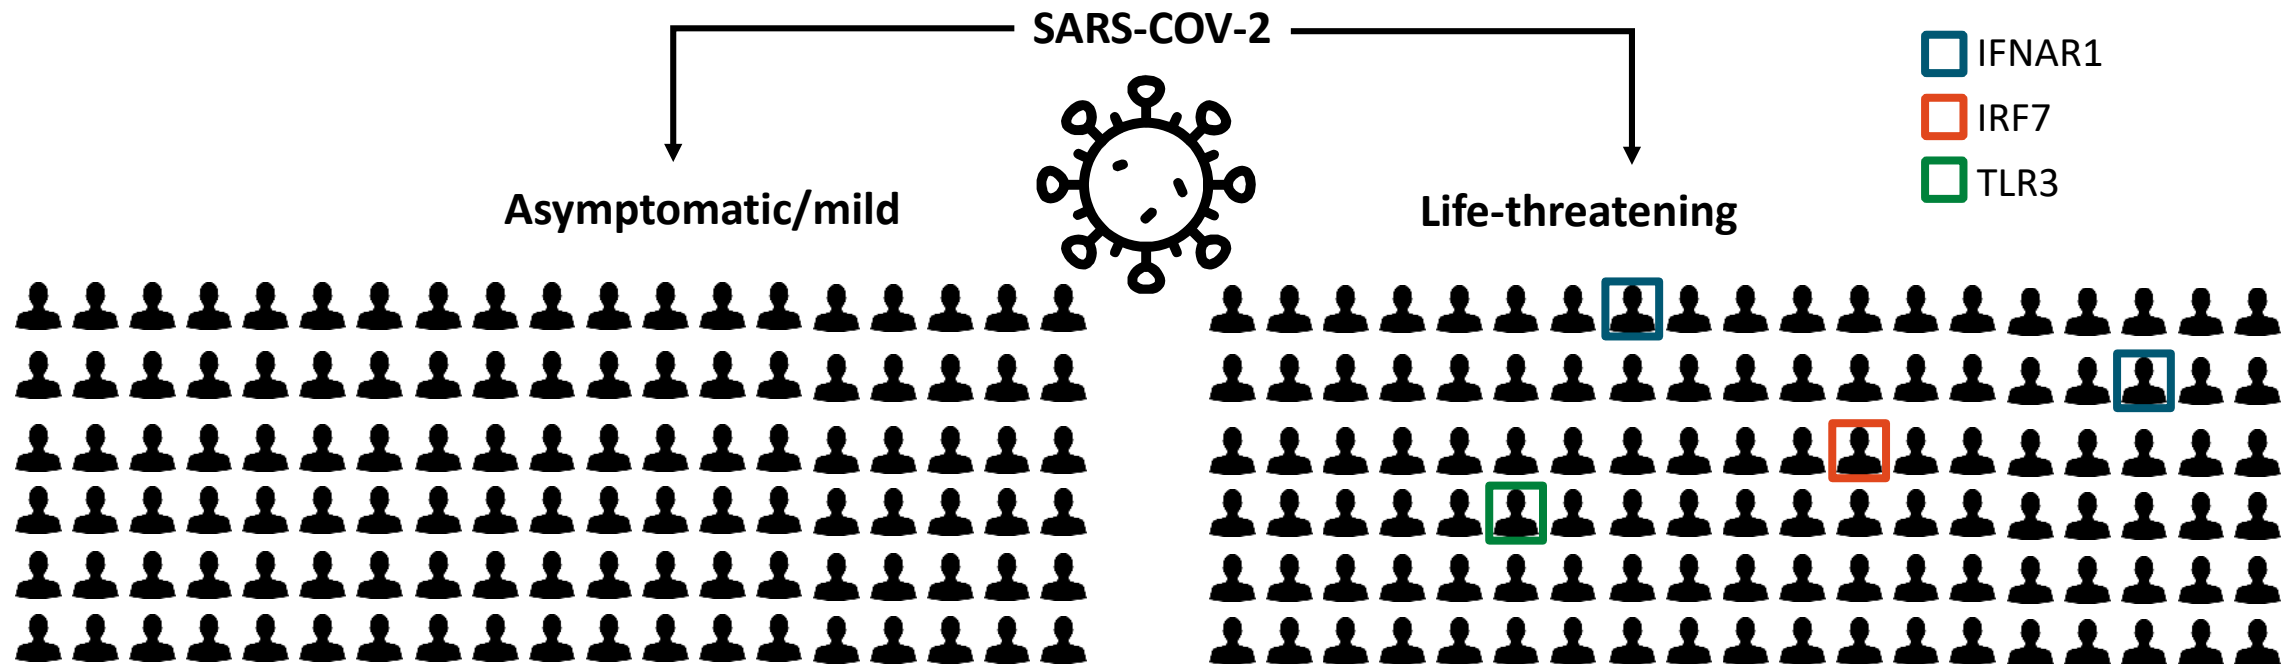 SARS-COV-2
IFNAR1
IRF7
TLR3
Asymptomatic/mild
Life-threatening